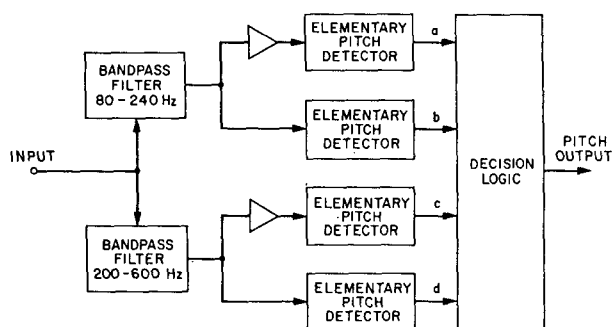 ELEMENTARY
PITCH
DETECTOR
a
BANDPASS
FILTER
80-240 Hz
ELEMENTARY
PITCH
DETECTOR
b
INPUT
DECISION
LOGIC
PITCH
OUTPUT
ELEMENTARY
PITCH
DETECTOR
c
BANDPASS
FILTER
200-600 Hz
ELEMENTARY
PITCH
DETECTOR
d